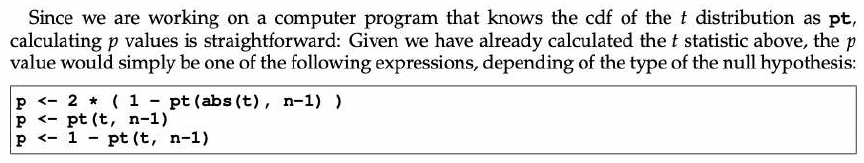 Since we are working on a computer program that knows the cdf of the t distribution as pt,
calculating p values is straightforward: Given we have already calculated the t statistic above, the p
value would simply be one of the following expressions, depending of the type of the null hypothesis:
p <- 2 * ( 1 - pt(abs(t), n-1) )
p <- pt(t, n-1)
p <- 1 - pt(t, n-1)